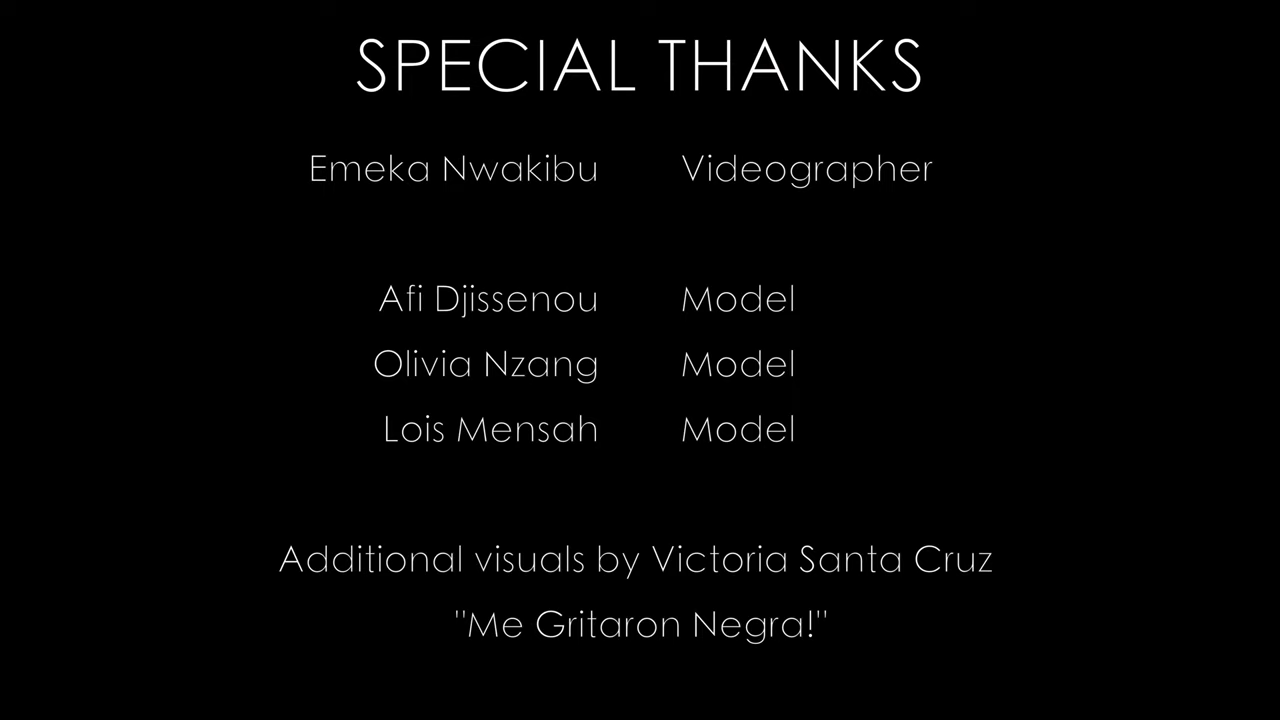 SPECIAL THANKS
Emeka Nwakibu Videographer
Afi Djissenou Model
Olivia Nzang Model
Lois Mensah Model
Additional visuals by Victoria Santa Cruz
"Me Gritaron Negra!"